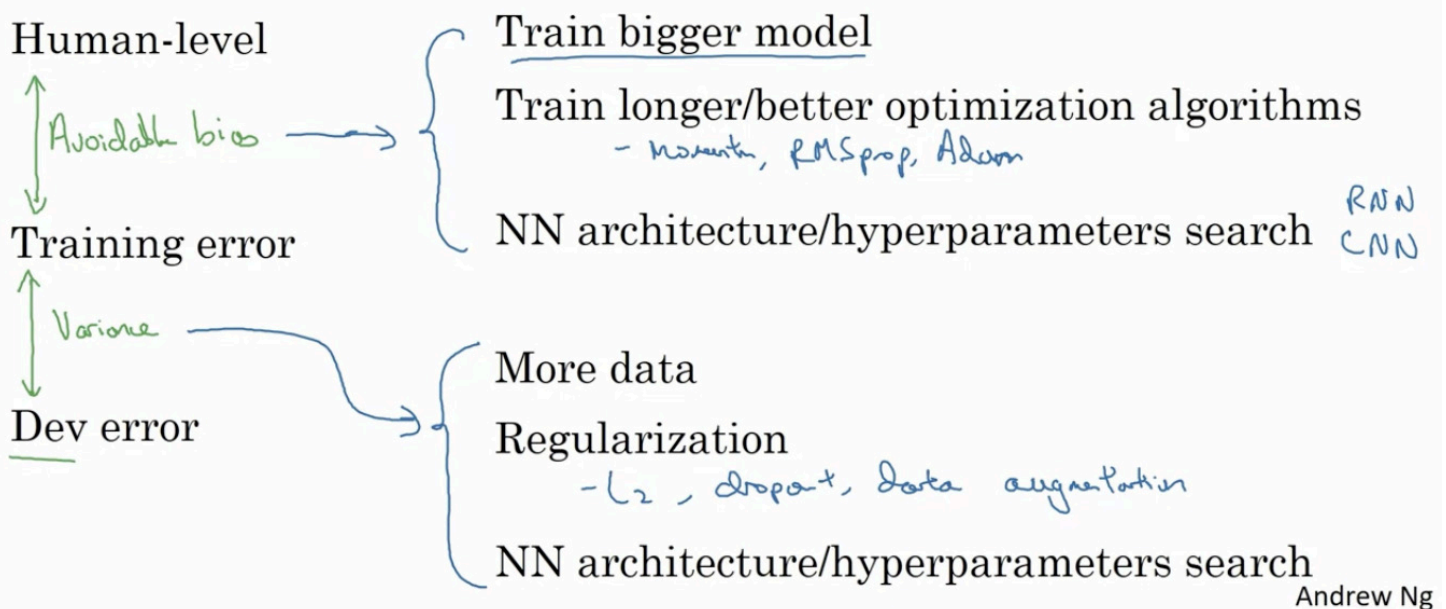 Human-level
Train bigger model
Avoidable bias
Train longer/better optimization algorithms
- Momentum, RMSprop, Adam
Training error
NN architecture/hyperparameters search
RNN
CNN
Variance
More data
Dev error
Regularization
- L2, dropout, data augmentation
NN architecture/hyperparameters search
Andrew Ng